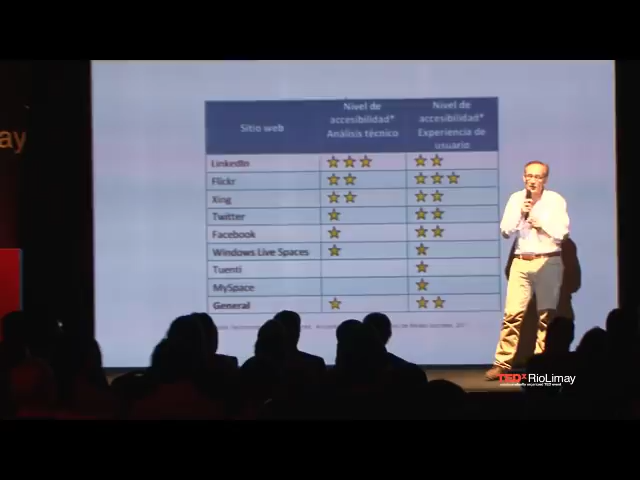 ay
Sitio web
Nivel de accesibilidad* Análisis técnico
Nivel de accesibilidad* Experiencia de usuario
LinkedIn
Flickr
Xing
Twitter
Facebook
Windows Live Spaces
Tuenti
MySpace
General
TEDx RioLimay